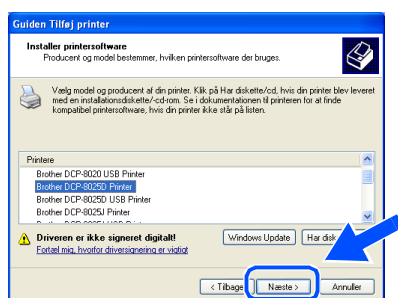 Guiden Tilføj printer
Installer printersoftware
Producent og model bestemmer, hvilken printersoftware der bruges.
Vælg model og producent af din printer. Klik på Har diskette/cd, hvis din printer blev leveret
med en installationsdiskette/-cd-rom. Se i dokumentationen til printeren for at finde
kompatibel printersoftware, hvis din printer ikke står på listen.
Printere
Brother DCP-8020 USB Printer
Brother DCP-8025D Printer
Brother DCP-8025D USB Printer
Brother DCP-8025J Printer
Driveren er ikke signeret digitalt!
Fortæl mig, hvorfor driversignering er vigtigt
Windows Update
Har
< Tilbage
Næste >
Annuller